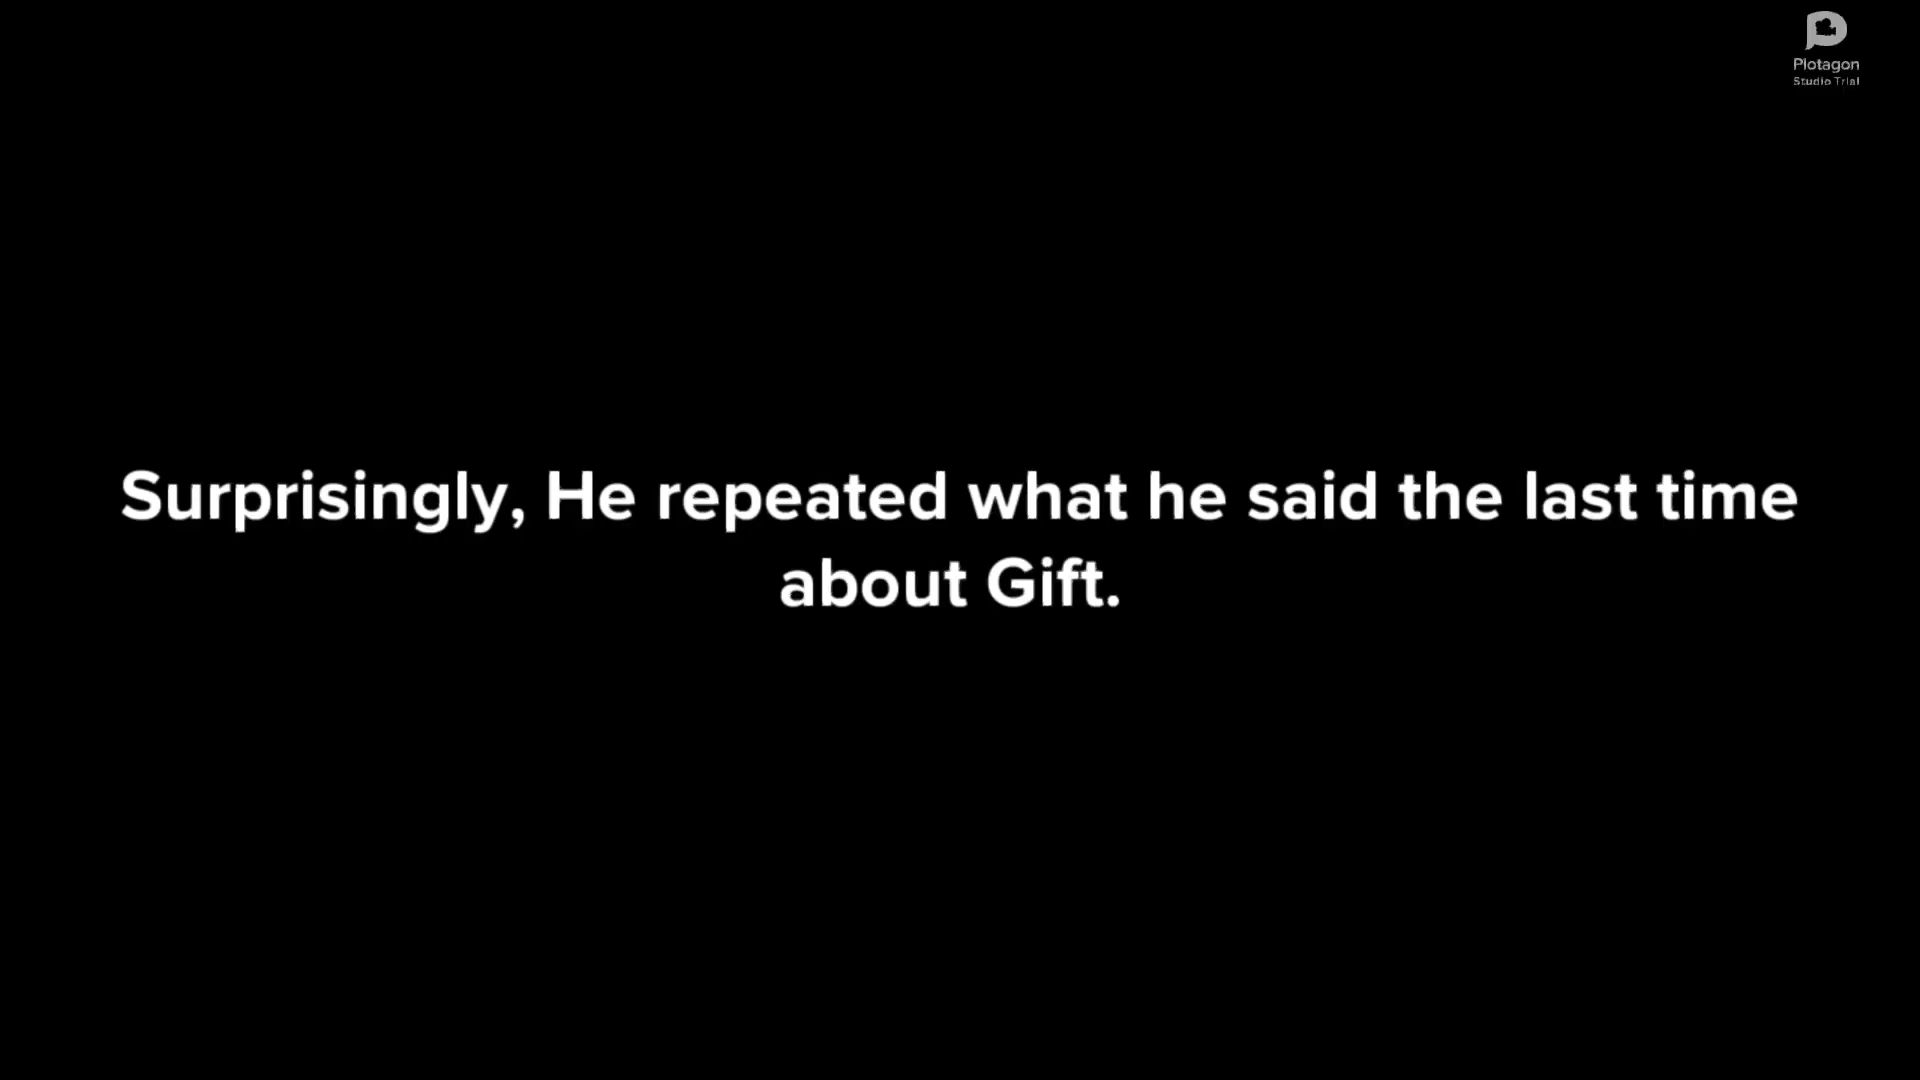 Plotagon
Studio Trial
Surprisingly, He repeated what he said the last time
about Gift.